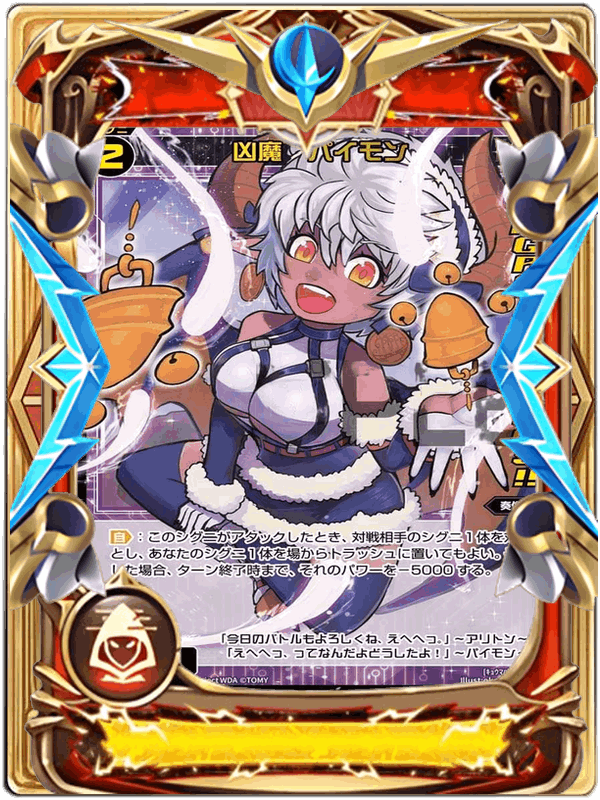 2
凶魔 パイモン
自：このシグニがアタックしたとき、対戦相手のシグニ１体を
とし、あなたのシグニ１体を場からトラッシュに置いてもよい。
した場合、ターン終了時まで、それのパワーを－5000する。
「今日のバトルもよろしくね、えへへっ。」～アリトン～
「えへへっ、ってなんだよどうしたよ！」～パイモン～
ject WDA ©TOMY
Illust